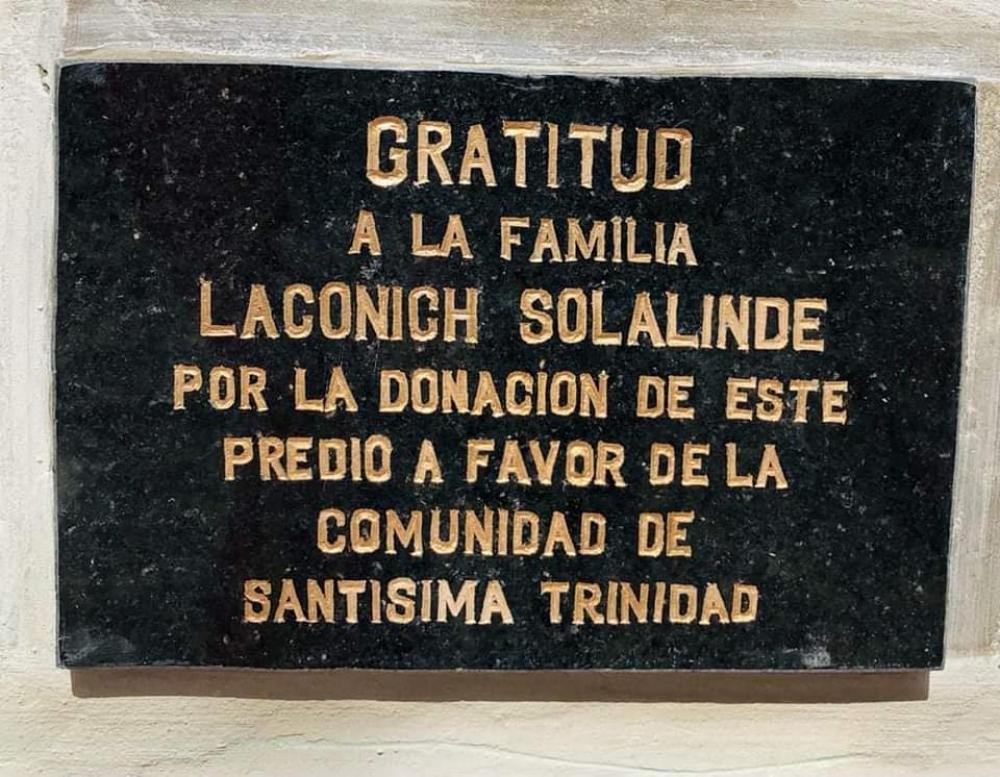 GRATITUD
A LA FAMILIA
LACONICH SOLALINDE
POR LA DONACION DE ESTE
PREDIO A FAVOR DE LA
COMUNIDAD DE
SANTISIMA TRINIDAD